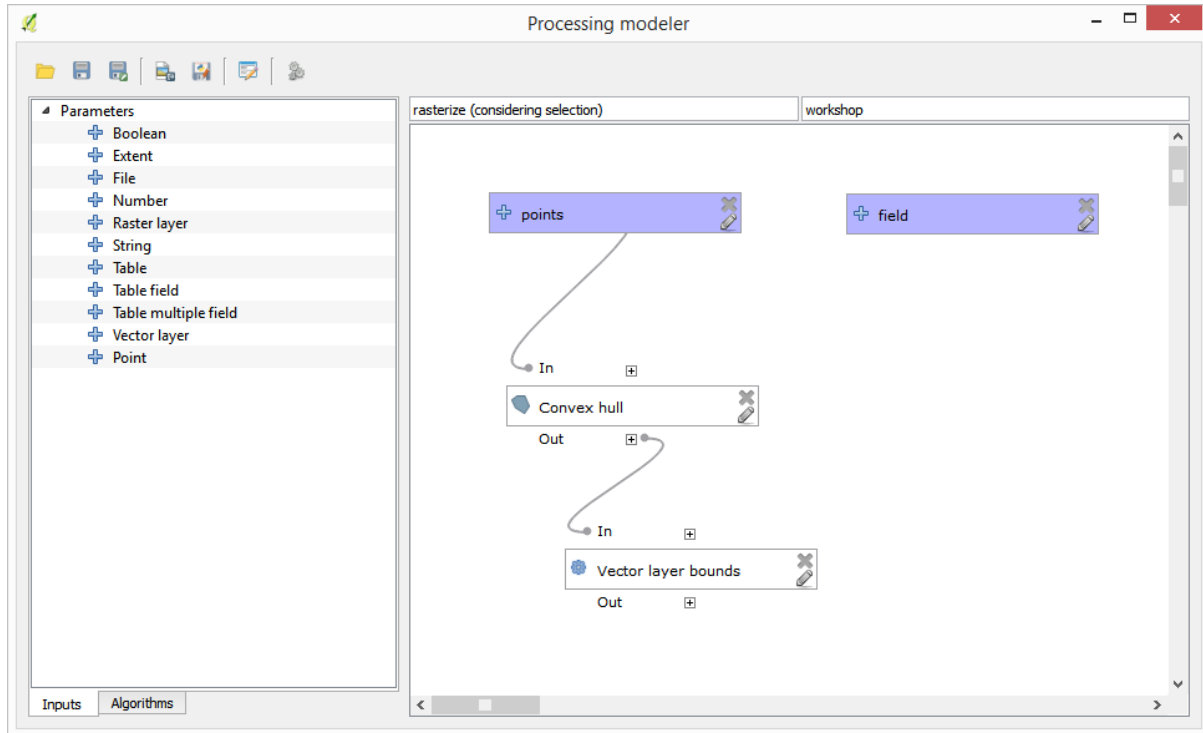 Processing modeler
Parameters
Boolean
Extent
File
Number
Raster layer
String
Table
Table field
Table multiple field
Vector layer
Point
Inputs Algorithms
rasterize (considering selection) workshop
points field
In
Convex hull
Out
In
Vector layer bounds
Out